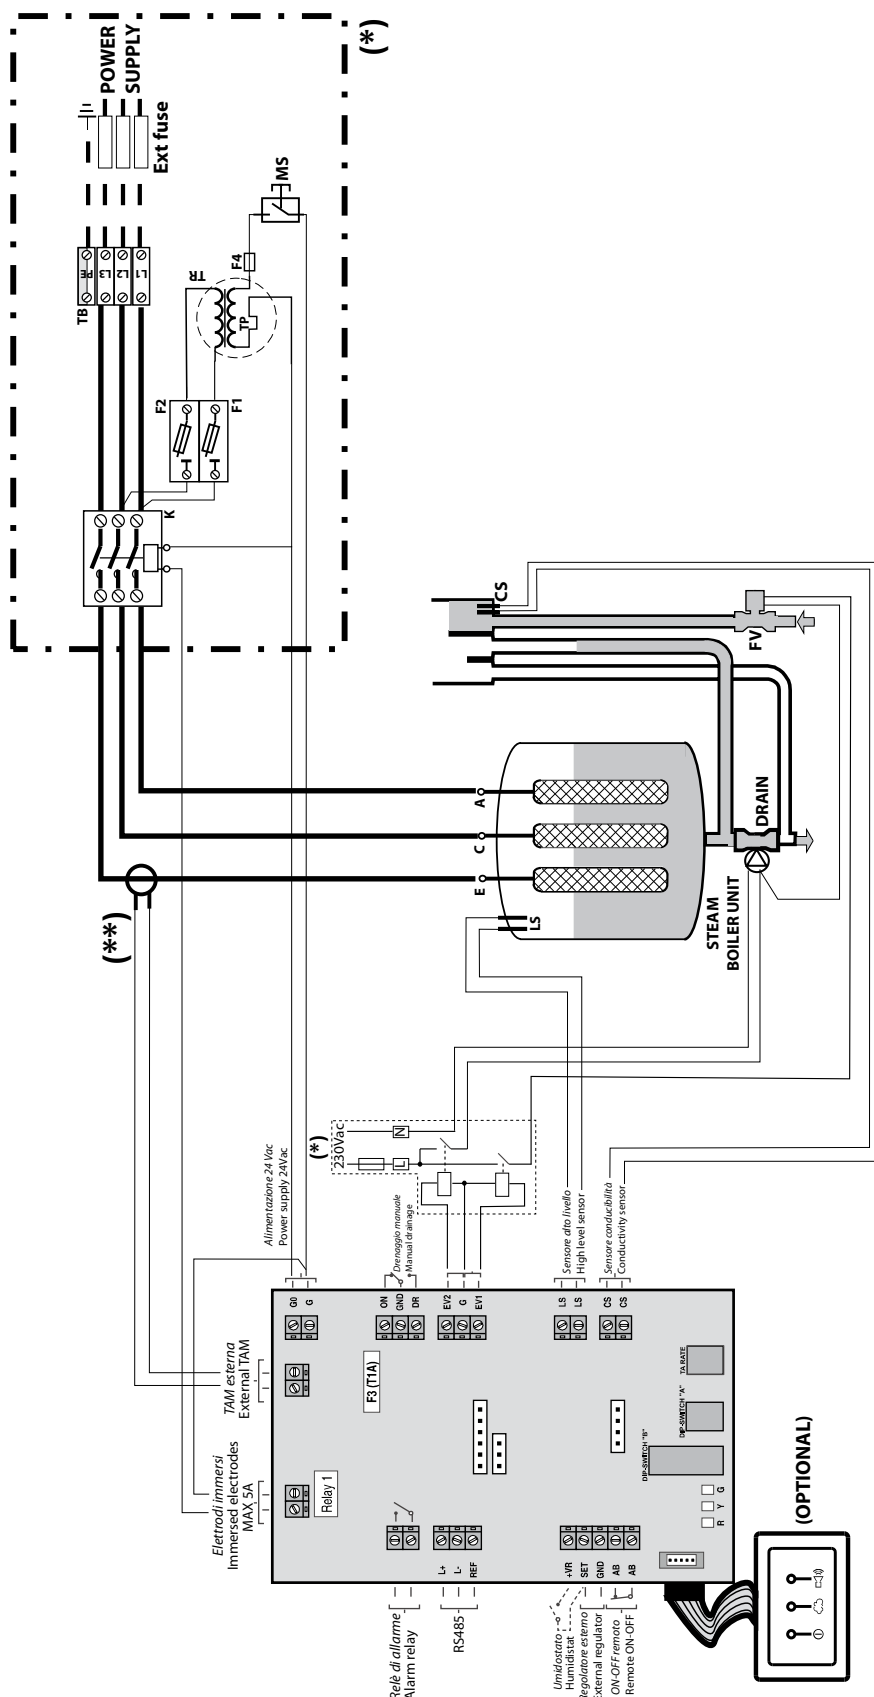 (*)
POWER
SUPPLY
Ext fuse
MS
TB
PE
L3
L2
L1
TR
F4
TP
F2
F1
K
CS
FV
A
C
E
LS
DRAIN
STEAM
BOILER UNIT
(**)
(*)
230Vac
N
L
Alimentazione 24 Vac
Power supply 24Vac
Drenaggio manuale
Manual drainage
Sensore alto livello
High level sensor
Sensore conducibilità
Conductivity sensor
G0
G
ON
GND
DR
EV2
G
EV1
LS
LS
CS
CS
TAM esterna
External TAM
F3 (T1A)
TA RATE
DIP-SWITCH "A"
DIP-SWITCH "B"
Elettrodi immersi
Immersed electrodes
MAX 5A
Relay 1
R
Y
G
L+
L-
REF
+VR
SET
GND
AB
AB
Relè di allarme
Alarm relay
RS485
Umidostato
Humidistat
Regolatore esterno
External regulator
ON-OFF remoto
Remote ON-OFF
(OPTIONAL)